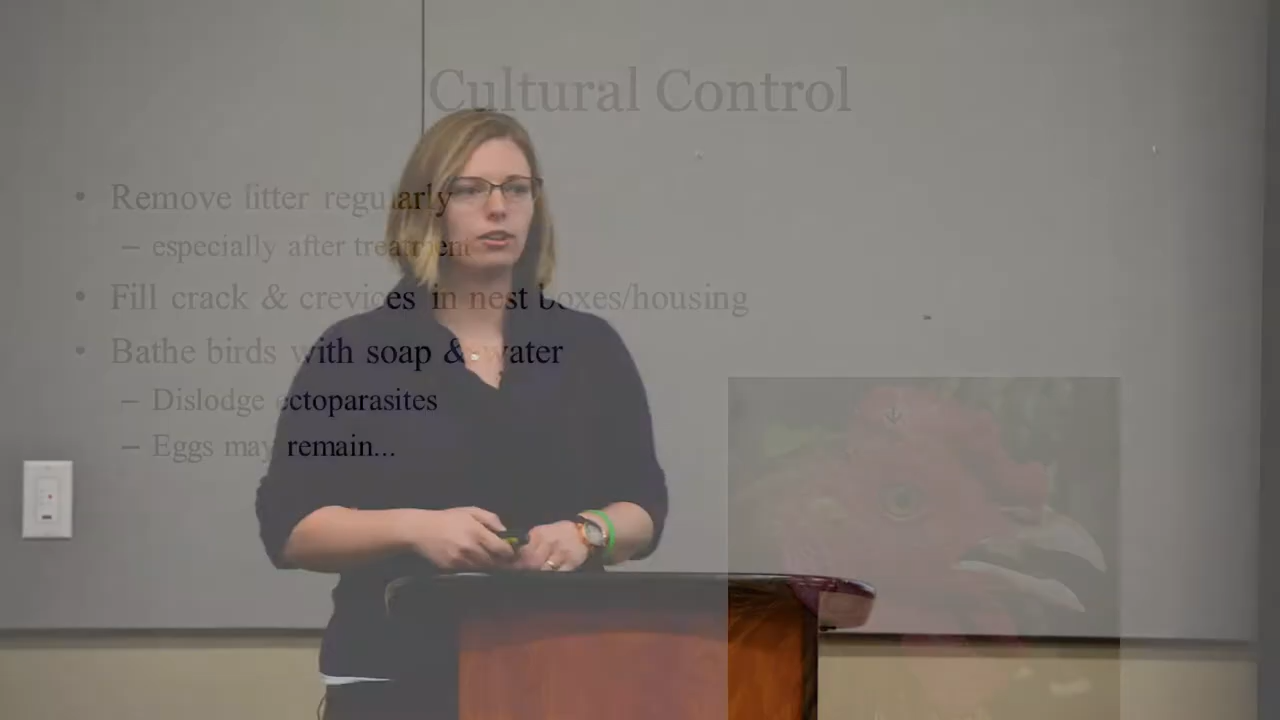 Cultural Control
• Remove litter regularly
– especially after treatment
• Fill crack & crevices in nest boxes/housing
• Bathe birds with soap & water
– Dislodge ectoparasites
– Eggs may remain...